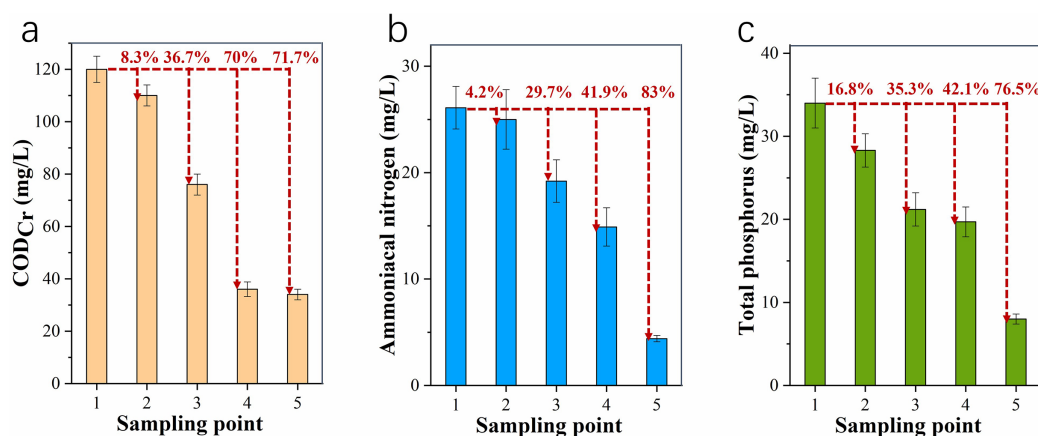 a
8.3% 36.7% 70% 71.7%
120
100
80
60
40
20
0
CODCr (mg/L)
1 2 3 4 5
Sampling point
b
4.2% 29.7% 41.9% 83%
30
20
10
0
Ammoniacal nitrogen (mg/L)
1 2 3 4 5
Sampling point
c
16.8% 35.3% 42.1% 76.5%
40
30
20
10
0
Total phosphorus (mg/L)
1 2 3 4 5
Sampling point